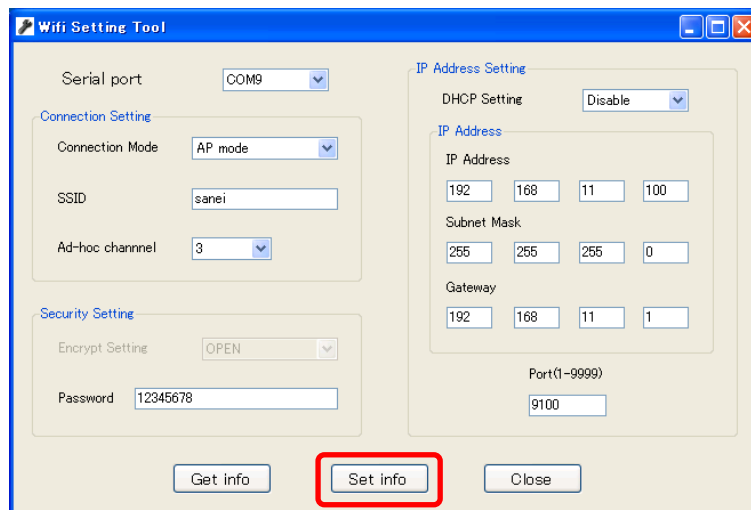 Wifi Setting Tool
Serial port COM9
Connection Setting
Connection Mode AP mode
SSID sanei
Ad-hoc channnel 3
Security Setting
Encrypt Setting OPEN
Password 12345678
IP Address Setting
DHCP Setting Disable
IP Address
IP Address
192 168 11 100
Subnet Mask
255 255 255 0
Gateway
192 168 11 1
Port(1-9999)
9100
Get info Set info Close